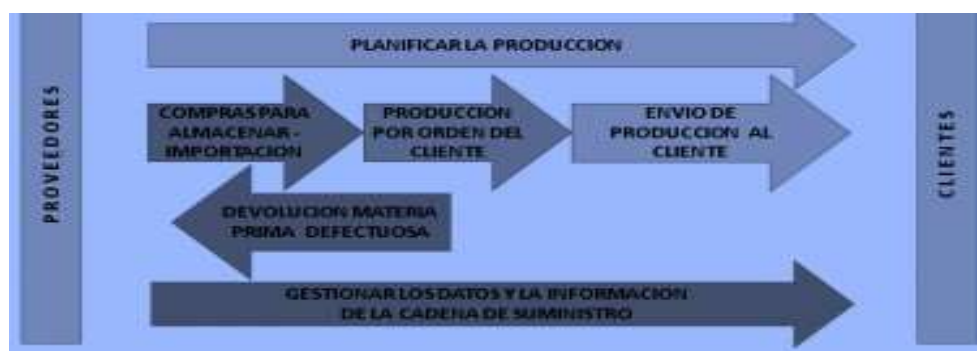 PLANIFICAR LA PRODUCCION
PROVEEDORES
COMPRAS PARA
ALMACENAR -
IMPORTACION
PRODUCCION
POR ORDEN DEL
CLIENTE
ENVIO DE
PRODUCCION AL
CLIENTE
CLIENTES
DEVOLUCION MATERIA
PRIMA DEFECTUOSA
GESTIONAR LOS DATOS Y LA INFORMACION
DE LA CADENA DE SUMINISTRO